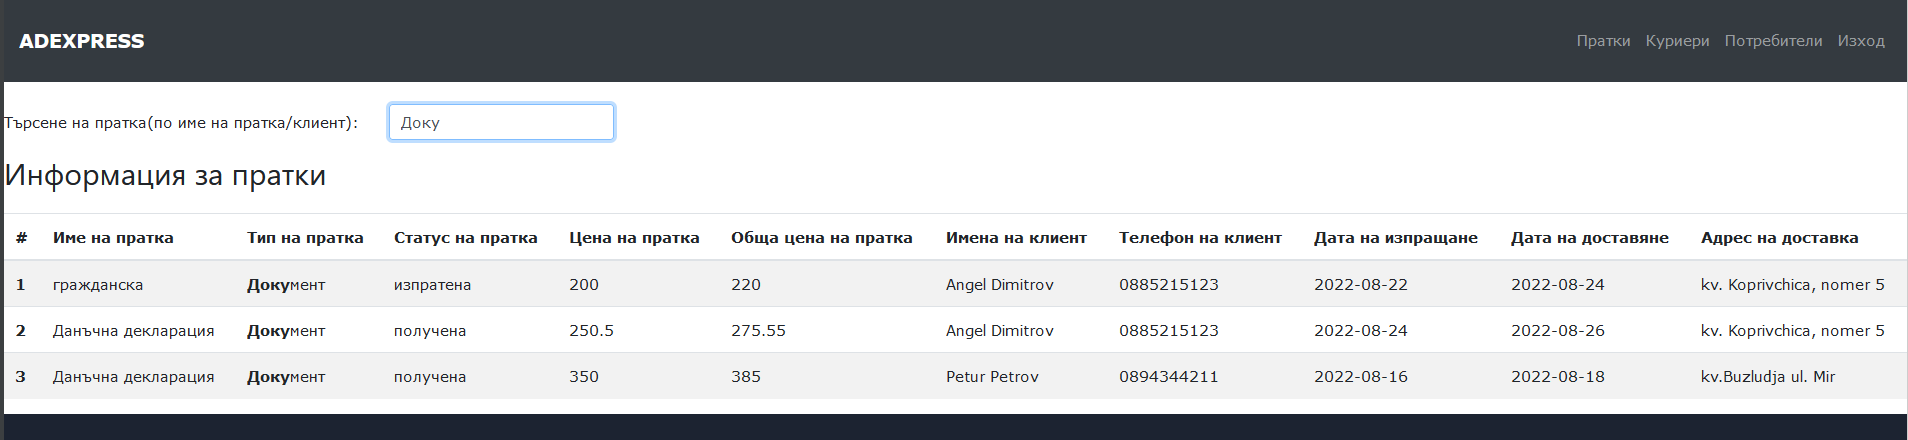 ADEXPRESS Пратки Куриери Потребители Изход
Търсене на пратка(по име на пратка/клиент): Доку
Информация за пратки
# Име на пратка Тип на пратка Статус на пратка Цена на пратка Обща цена на пратка Имена на клиент Телефон на клиент Дата на изпращане Дата на доставяне Адрес на доставка
1 гражданска Документ изпратена 200 220 Angel Dimitrov 0885215123 2022-08-22 2022-08-24 kv. Koprivchica, nomer 5
2 Данъчна декларация Документ получена 250.5 275.55 Angel Dimitrov 0885215123 2022-08-24 2022-08-26 kv. Koprivchica, nomer 5
3 Данъчна декларация Документ получена 350 385 Petur Petrov 0894344211 2022-08-16 2022-08-18 kv.Buzludja ul. Mir